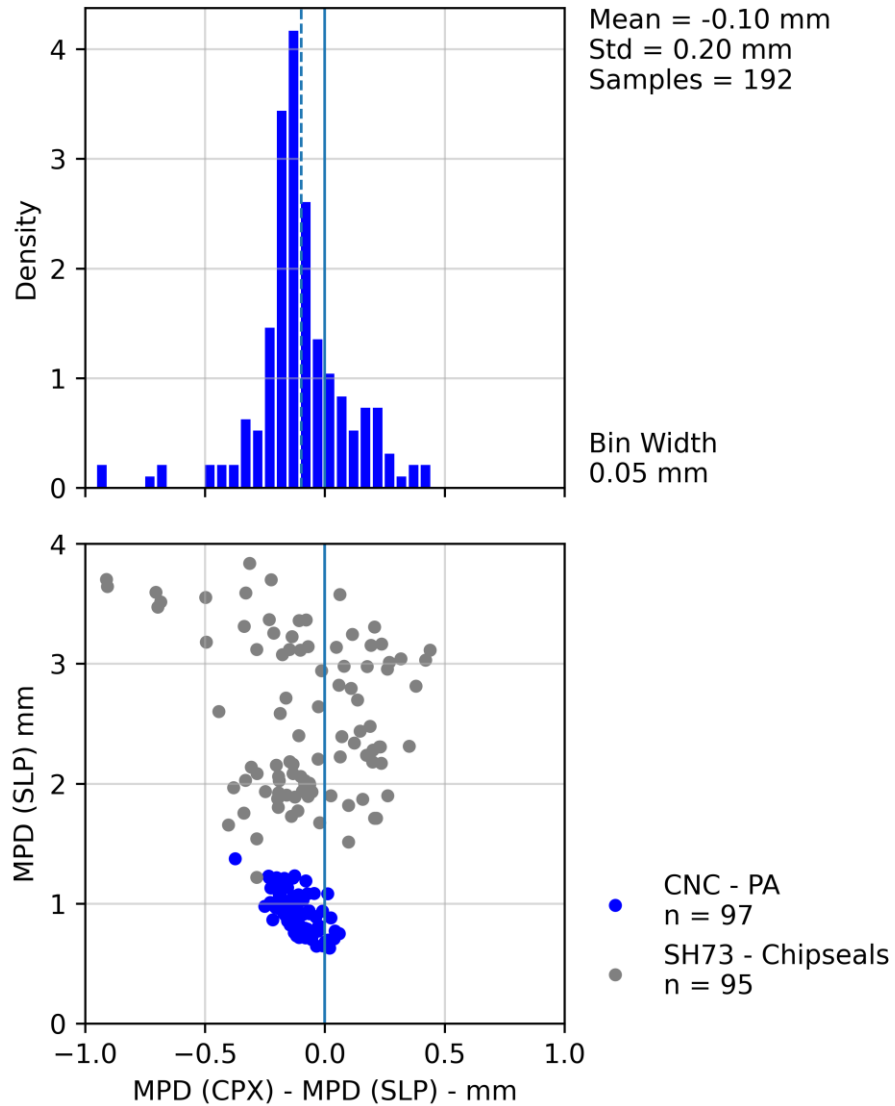 Mean = -0.10 mm
Std = 0.20 mm
Samples = 192
4
3
2
1
0
Density
Bin Width
0.05 mm
4
3
2
1
0
MPD (SLP) mm
CNC - PA
n = 97
SH73 - Chipseals
n = 95
−1.0 −0.5 0.0 0.5 1.0
MPD (CPX) - MPD (SLP) - mm